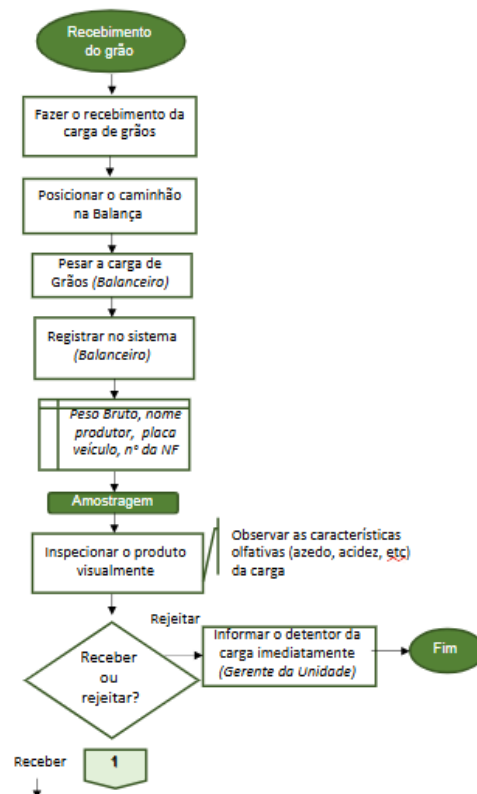 Recebimento
do grão
Fazer o recebimento da
carga de grãos
Posicionar o caminhão
na Balança
Pesar a carga de
Grãos (Balanceiro)
Registrar no sistema
(Balanceiro)
Peso Bruto, nome
produtor, placa
veículo, nº da NF
Amostragem
Inspecionar o produto
visualmente
Observar as características
olfativas (azedo, acidez, etc)
da carga
Receber
ou
rejeitar?
Rejeitar
Informar o detentor da
carga imediatamente
(Gerente da Unidade)
Fim
Receber
1